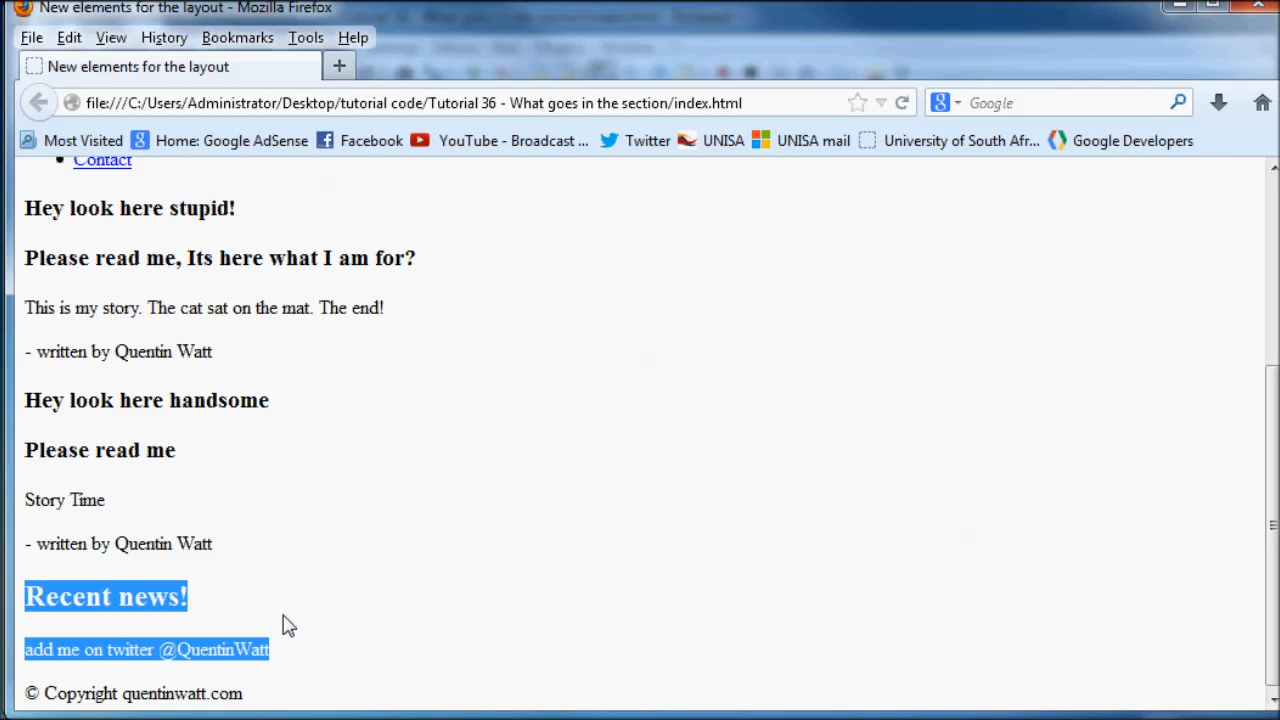 New elements for the layout - Mozilla Firefox
File Edit View History Bookmarks Tools Help
New elements for the layout +
file:///C:/Users/Administrator/Desktop/tutorial code/Tutorial 36 - What goes in the section/index.html Google
Most Visited Home: Google AdSense Facebook YouTube - Broadcast ... Twitter UNISA UNISA mail University of South Afr... Google Developers
Contact
Hey look here stupid!
Please read me, Its here what I am for?
This is my story. The cat sat on the mat. The end!
- written by Quentin Watt
Hey look here handsome
Please read me
Story Time
- written by Quentin Watt
Recent news!
add me on twitter @QuentinWatt
© Copyright quentinwatt.com